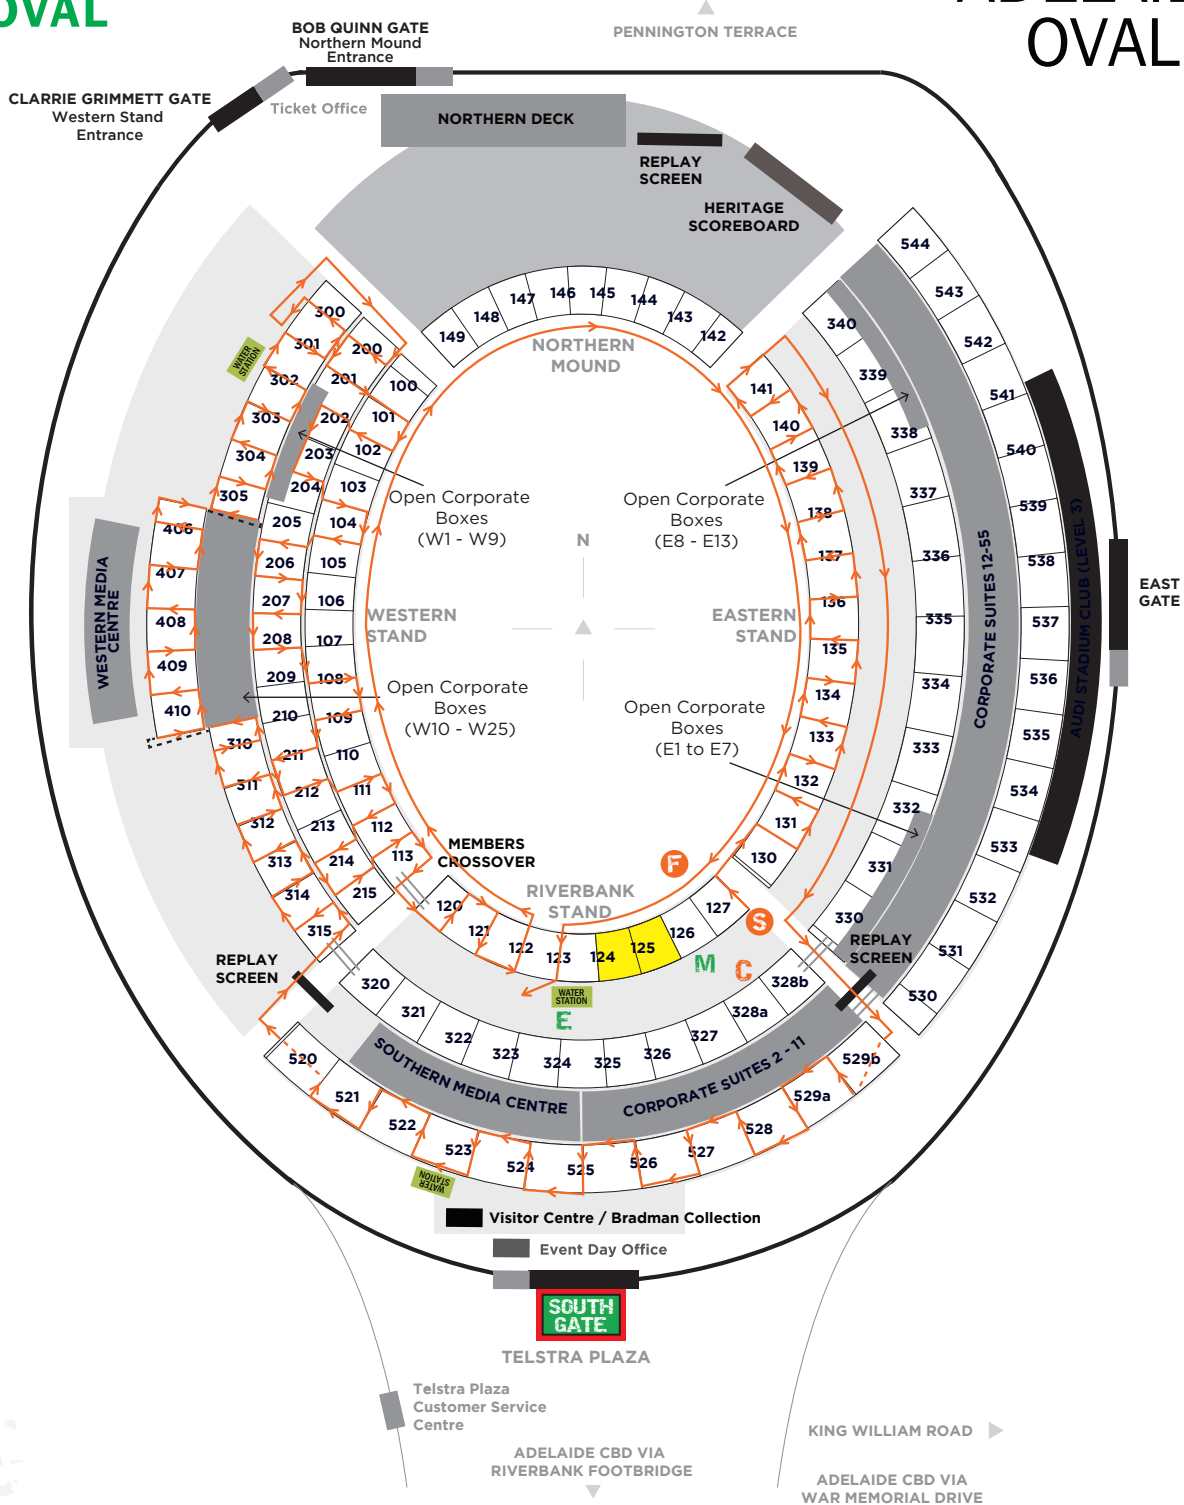 OVAL
OVAL
PENNINGTON TERRACE
BOB QUINN GATE
Northern Mound
Entrance
CLARRIE GRIMMETT GATE
Western Stand
Entrance
Ticket Office
NORTHERN DECK
REPLAY
SCREEN
HERITAGE
SCOREBOARD
544
543
542
541
540
539
538
537
536
535
534
533
532
531
530
149
148
147
146
145
144
143
142
NORTHERN
MOUND
300
301
302
303
304
305
WATER
STATION
200
201
202
203
204
205
206
207
208
209
210
211
212
213
214
215
100
101
102
103
104
105
106
107
108
109
110
111
112
113
340
339
338
337
336
335
334
333
332
331
330
141
140
139
138
137
136
135
134
133
132
131
130
Open Corporate
Boxes
(W1 - W9)
Open Corporate
Boxes
(E8 - E13)
N
WESTERN
STAND
EASTERN
STAND
Open Corporate
Boxes
(W10 - W25)
Open Corporate
Boxes
(E1 to E7)
CORPORATE SUITES 12-55
AUDI STADIUM CLUB (LEVEL 3)
EAST
GATE
WESTERN MEDIA
CENTRE
406
407
408
409
410
310
311
312
313
314
315
MEMBERS
CROSSOVER
RIVERBANK
STAND
F
S
120
121
122
123
124
125
126
127
M
C
WATER
STATION
E
REPLAY
SCREEN
REPLAY
SCREEN
320
321
322
323
324
325
326
327
328a
328b
SOUTHERN MEDIA CENTRE
CORPORATE SUITES 2 - 11
520
521
522
523
524
525
526
527
528
529a
529b
WATER
STATION
Visitor Centre / Bradman Collection
Event Day Office
SOUTH
GATE
TELSTRA PLAZA
Telstra Plaza
Customer Service
Centre
ADELAIDE CBD VIA
RIVERBANK FOOTBRIDGE
KING WILLIAM ROAD
ADELAIDE CBD VIA
WAR MEMORIAL DRIVE